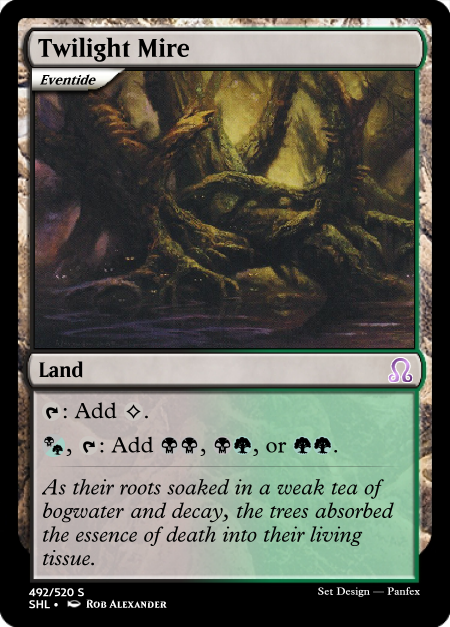 Twilight Mire
Eventide
Land
: Add .
, : Add , , or .
As their roots soaked in a weak tea of
bogwater and decay, the trees absorbed
the essence of death into their living
tissue.
492/520 S
Set Design — Panfex
SHL • Rob Alexander